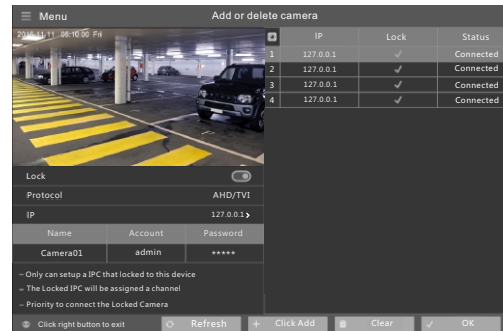 Menu Add or delete camera
2016-11-11 08:10:00 Fri
Lock
Protocol AHD/TVI
IP 127.0.0.1
Name Account Password
Camera01 admin *****
– Only can setup a IPC that locked to this device
– The Locked IPC will be assigned a channel
– Priority to connect the Locked Camera
# IP Lock Status
1 127.0.0.1 ✓ Connected
2 127.0.0.1 ✓ Connected
3 127.0.0.1 ✓ Connected
4 127.0.0.1 ✓ Connected
Click right button to exit Refresh + Click Add Clear ✓ OK